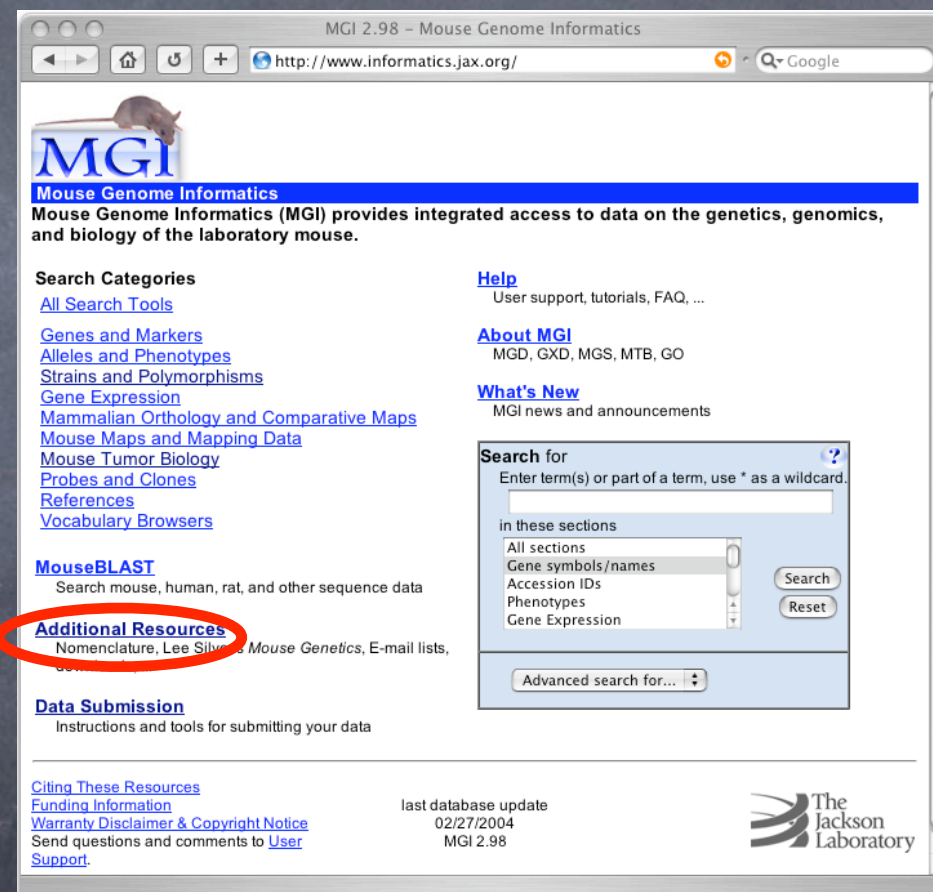 MGI 2.98 – Mouse Genome Informatics
http://www.informatics.jax.org/
Google
MGI
Mouse Genome Informatics
Mouse Genome Informatics (MGI) provides integrated access to data on the genetics, genomics,
and biology of the laboratory mouse.
Search Categories
All Search Tools
Genes and Markers
Alleles and Phenotypes
Strains and Polymorphisms
Gene Expression
Mammalian Orthology and Comparative Maps
Mouse Maps and Mapping Data
Mouse Tumor Biology
Probes and Clones
References
Vocabulary Browsers
MouseBLAST
Search mouse, human, rat, and other sequence data
Additional Resources
Nomenclature, Lee Mouse Genetics, E-mail lists,
Data Submission
Instructions and tools for submitting your data
Help
User support, tutorials, FAQ, ...
About MGI
MGD, GXD, MGS, MTB, GO
What's New
MGI news and announcements
Search for
?
Enter term(s) or part of a term, use * as a wildcard.
in these sections
All sections
Gene symbols/names
Accession IDs
Phenotypes
Gene Expression
Search
Reset
Advanced search for...
Citing These Resources
Funding Information
Warranty Disclaimer & Copyright Notice
Send questions and comments to User
Support.
last database update
02/27/2004
MGI 2.98
The
Jackson
Laboratory